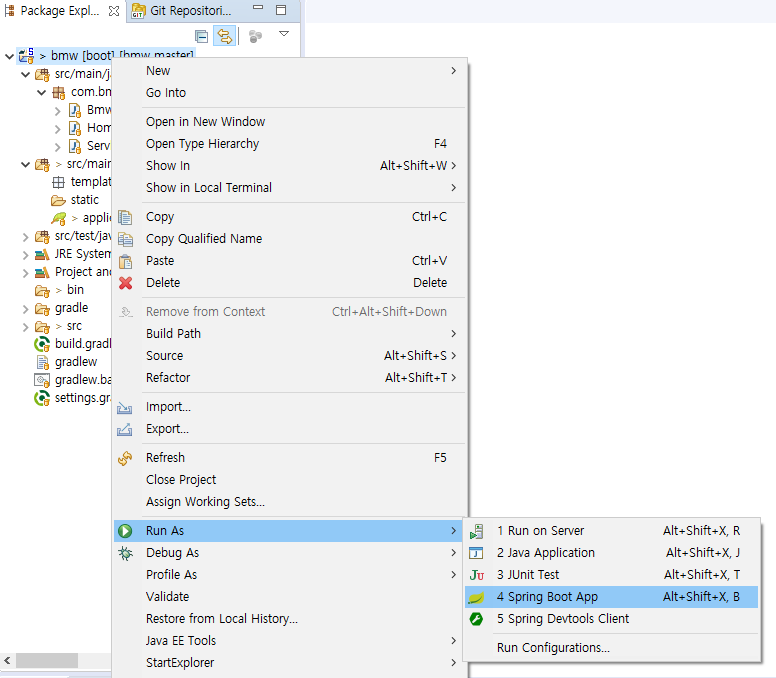 Package Expl...
Git Repositori...
> bmw [boot] [bmw master]
src/main/ja
com.bm
Bmw
Hom
Serv
> src/main
templat
static
> applic
src/test/jav
JRE System
Project and
> bin
gradle
> src
build.gradl
gradlew
gradlew.ba
settings.gra
New
Go Into
Open in New Window
Open Type Hierarchy F4
Show In Alt+Shift+W
Show in Local Terminal
Copy Ctrl+C
Copy Qualified Name
Paste Ctrl+V
Delete Delete
Remove from Context Ctrl+Alt+Shift+Down
Build Path
Source Alt+Shift+S
Refactor Alt+Shift+T
Import...
Export...
Refresh F5
Close Project
Assign Working Sets...
Run As
Debug As
Profile As
Validate
Restore from Local History...
Java EE Tools
StartExplorer
1 Run on Server Alt+Shift+X, R
2 Java Application Alt+Shift+X, J
3 JUnit Test Alt+Shift+X, T
4 Spring Boot App Alt+Shift+X, B
5 Spring Devtools Client
Run Configurations...